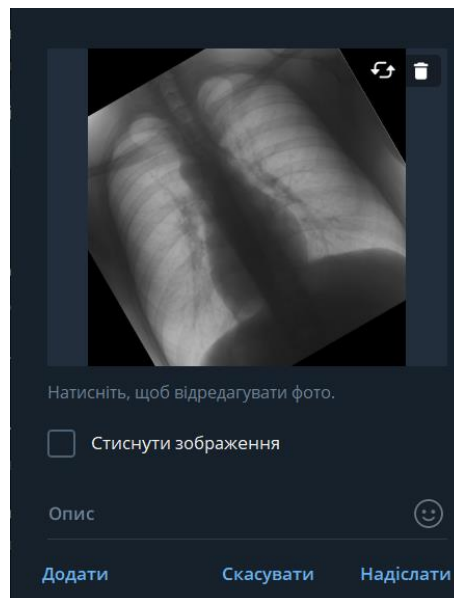 Натисніть, щоб відредагувати фото.
Стиснути зображення
Опис
Додати Скасувати Надіслати